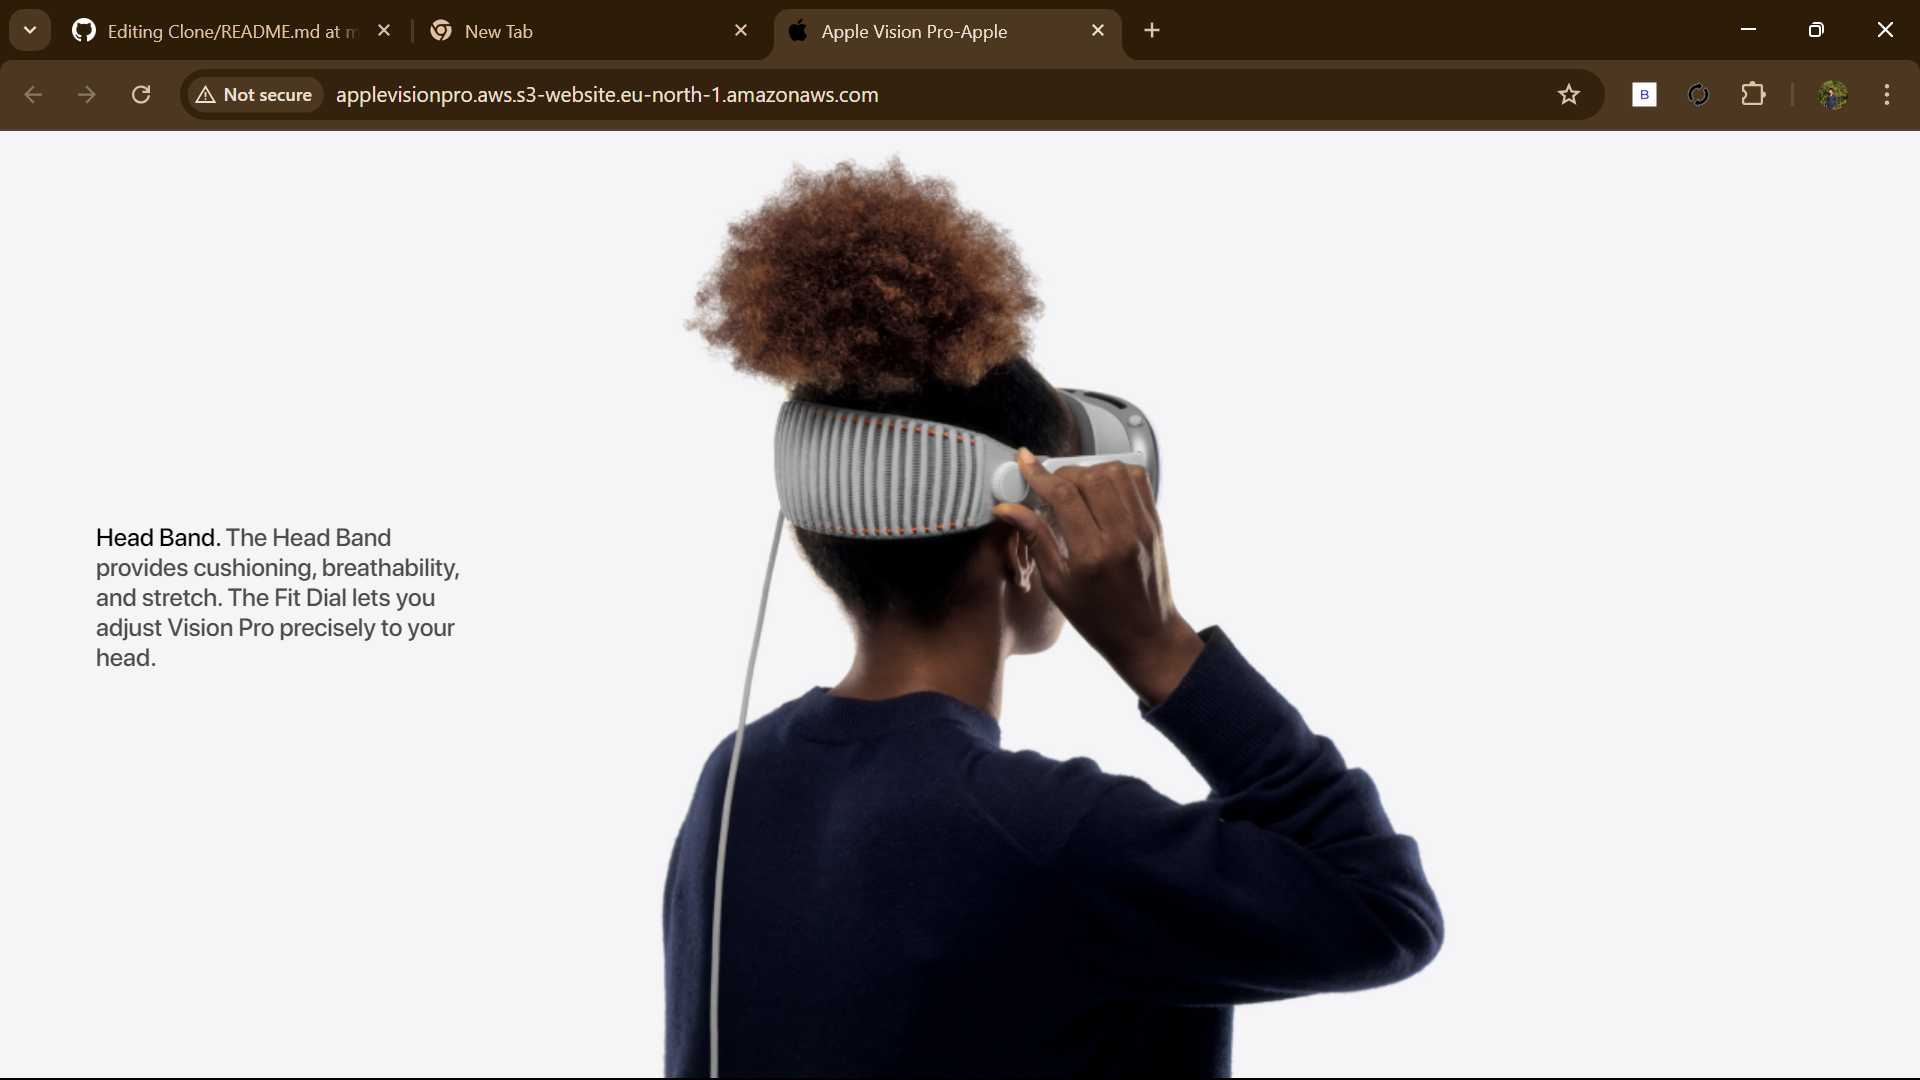 Editing Clone/README.md at m
New Tab
Apple Vision Pro-Apple
Not secure
applevisionpro.aws.s3-website.eu-north-1.amazonaws.com
B
Head Band. The Head Band
provides cushioning, breathability,
and stretch. The Fit Dial lets you
adjust Vision Pro precisely to your
head.